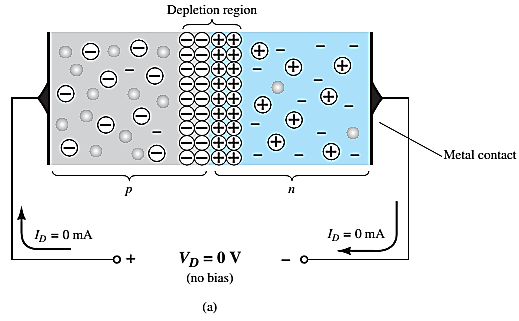 Depletion region
p
n
Metal contact
I_D = 0 mA
I_D = 0 mA
+
V_D = 0 V
−
(no bias)
(a)